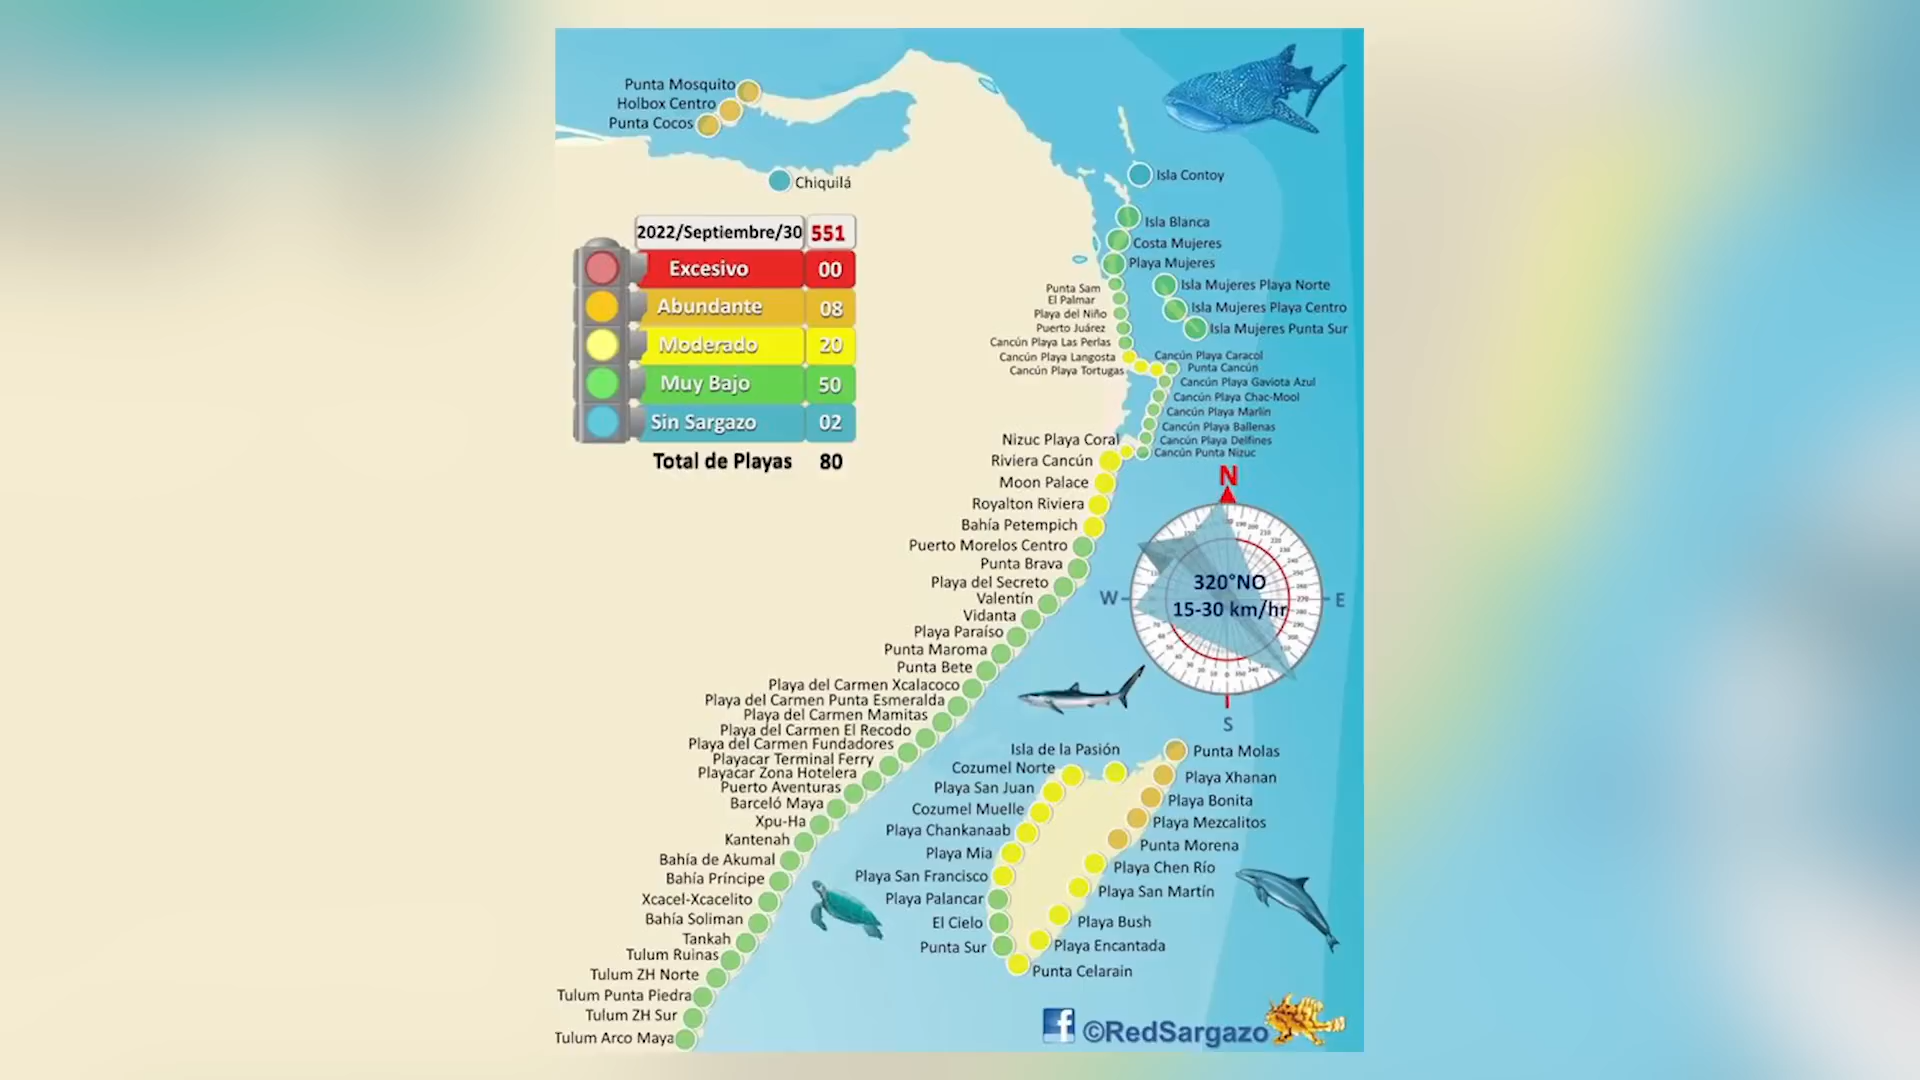 Punta Mosquito
Holbox Centro
Punta Cocos
Chiquilá
Isla Contoy
2022/Septiembre/30 551
Excesivo 00
Abundante 08
Moderado 20
Muy Bajo 50
Sin Sargazo 02
Total de Playas 80
Isla Blanca
Costa Mujeres
Playa Mujeres
Isla Mujeres Playa Norte
Isla Mujeres Playa Centro
Isla Mujeres Punta Sur
Punta Sam
El Palmar
Playa del Niño
Puerto Juárez
Cancún Playa Las Perlas
Cancún Playa Langosta
Cancún Playa Tortugas
Cancún Playa Caracol
Punta Cancún
Cancún Playa Gaviota Azul
Cancún Playa Chac-Mool
Cancún Playa Marlín
Cancún Playa Ballenas
Cancún Playa Delfines
Cancún Punta Nizuc
Nizuc Playa Coral
Riviera Cancún
Moon Palace
Royalton Riviera
Bahía Petempich
Puerto Morelos Centro
Punta Brava
Playa del Secreto
Valentín
Vidanta
Playa Paraíso
Punta Maroma
Punta Bete
Playa del Carmen Xcalacoco
Playa del Carmen Punta Esmeralda
Playa del Carmen Mamitas
Playa del Carmen El Recodo
Playa del Carmen Fundadores
Playacar Terminal Ferry
Playacar Zona Hotelera
Puerto Aventuras
Barceló Maya
Xpu-Ha
Kantenah
Bahía de Akumal
Bahía Príncipe
Xcacel-Xcacelito
Bahía Soliman
Tankah
Tulum Ruinas
Tulum ZH Norte
Tulum Punta Piedra
Tulum ZH Sur
Tulum Arco Maya
N
W
E
S
320°NO
15-30 km/hr
Isla de la Pasión
Cozumel Norte
Playa San Juan
Cozumel Muelle
Playa Chankanaab
Playa Mia
Playa San Francisco
Playa Palancar
El Cielo
Punta Sur
Punta Molas
Playa Xhanan
Playa Bonita
Playa Mezcalitos
Punta Morena
Playa Chen Río
Playa San Martín
Playa Bush
Playa Encantada
Punta Celarain
f ©RedSargazo